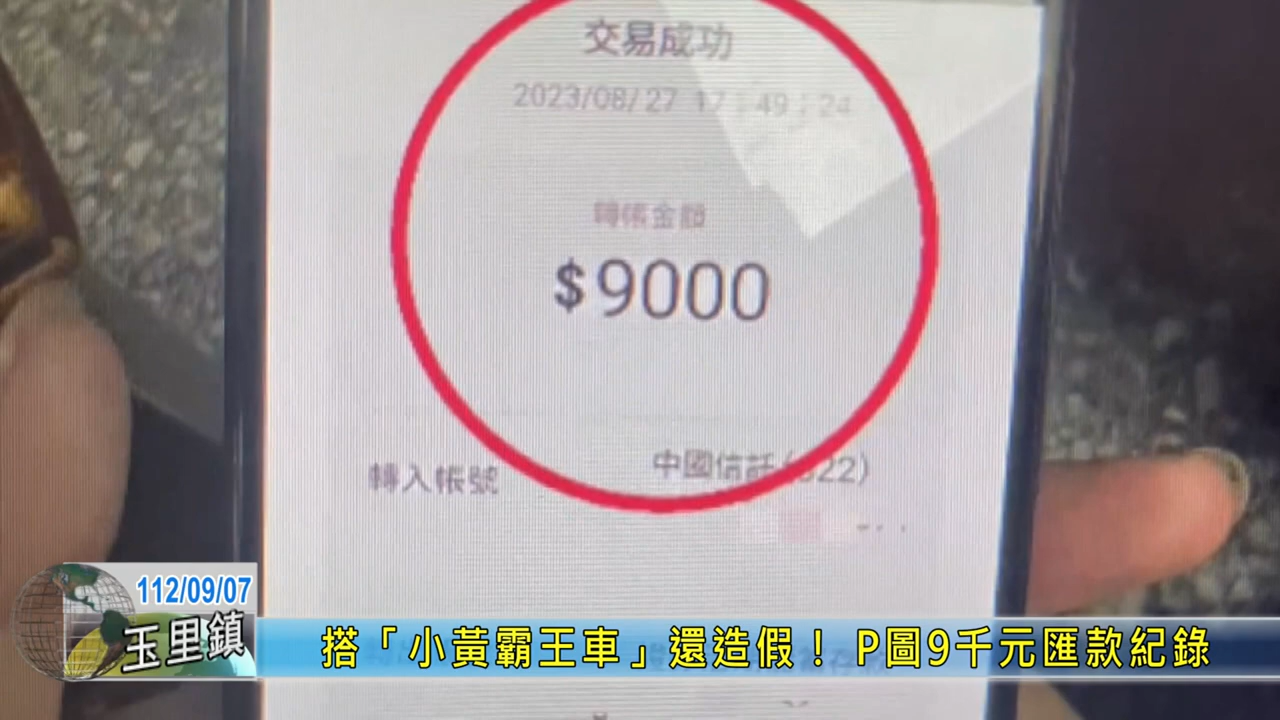 交易成功
2023/08/27 17:49:24
轉帳金額
$9000
轉入帳號
中國信託(822)
112/09/07
玉里鎮
搭「小黃霸王車」還造假! P圖9千元匯款紀錄